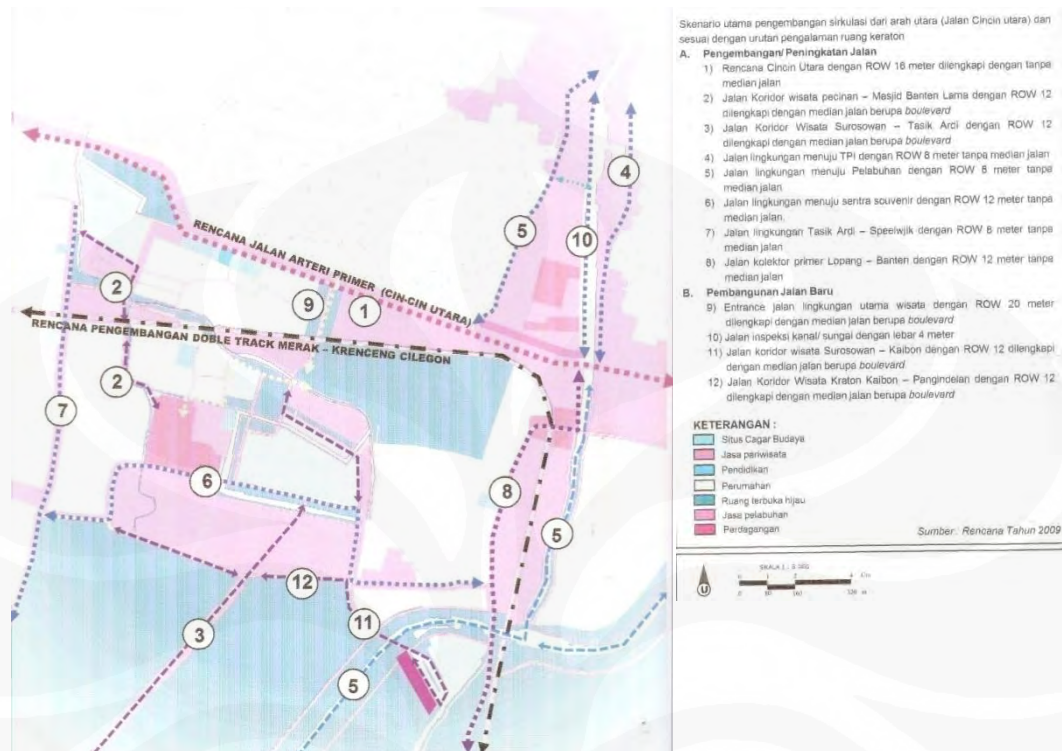 Skenario utama pengembangan sirkulasi dari arah utara (Jalan Cincin utara) dan
sesuai dengan urutan pengalaman ruang keraton
A. Pengembangan/ Peningkatan Jalan
1) Rencana Cincin Utara dengan ROW 16 meter dilengkapi dengan tanpa
median jalan
2) Jalan Koridor wisata pecinan – Masjid Banten Lama dengan ROW 12
dilengkapi dengan median jalan berupa boulevard
3) Jalan Koridor Wisata Surosowan – Tasik Ardi dengan ROW 12
dilengkapi dengan median jalan berupa boulevard
4) Jalan lingkungan menuju TPI dengan ROW 8 meter tanpa median jalan
5) Jalan lingkungan menuju Pelabuhan dengan ROW 8 meter tanpa
median jalan
6) Jalan lingkungan menuju sentra souvenir dengan ROW 12 meter tanpa
median jalan.
7) Jalan lingkungan Tasik Ardi – Speelwijk dengan ROW 8 meter tanpa
median jalan
8) Jalan kolektor primer Lopang – Banten dengan ROW 12 meter tanpa
median jalan
B. Pembangunan Jalan Baru
9) Entrance jalan lingkungan utama wisata dengan ROW 20 meter
dilengkapi dengan median jalan berupa boulevard
10) Jalan inspeksi kanal/ sungai dengan lebar 4 meter
11) Jalan koridor wisata Surosowan – Kaibon dengan ROW 12 dilengkapi
dengan median jalan berupa boulevard
12) Jalan Koridor Wisata Kraton Kaibon – Pangindelan dengan ROW 12
dilengkapi dengan median jalan berupa boulevard
KETERANGAN :
Situs Cagar Budaya
Jasa pariwisata
Pendidikan
Perumahan
Ruang terbuka hijau
Jasa pelabuhan
Perdagangan
Sumber: Rencana Tahun 2009
U
RENCANA JALAN ARTERI PRIMER (CIN-CIN UTARA)
RENCANA PENGEMBANGAN DOBLE TRACK MERAK – KRENCENG CILEGON
4
5
10
2
9
1
2
7
6
8
5
12
11
3
5